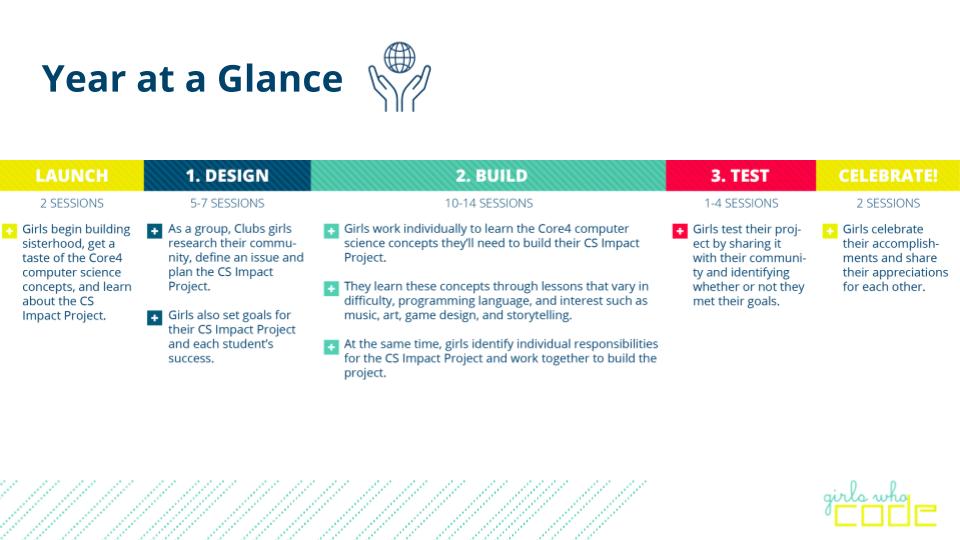 Year at a Glance
LAUNCH
2 SESSIONS
Girls begin building
sisterhood, get a
taste of the Core4
computer science
concepts, and learn
about the CS
Impact Project.
1. DESIGN
5-7 SESSIONS
As a group, Clubs girls
research their commu-
nity, define an issue and
plan the CS Impact
Project.
Girls also set goals for
their CS Impact Project
and each student's
success.
2. BUILD
10-14 SESSIONS
Girls work individually to learn the Core4 computer
science concepts they'll need to build their CS Impact
Project.
They learn these concepts through lessons that vary in
difficulty, programming language, and interest such as
music, art, game design, and storytelling.
At the same time, girls identify individual responsibilities
for the CS Impact Project and work together to build the
project.
3. TEST
1-4 SESSIONS
Girls test their proj-
ect by sharing it
with their communi-
ty and identifying
whether or not they
met their goals.
CELEBRATE!
2 SESSIONS
Girls celebrate
their accomplish-
ments and share
their appreciations
for each other.
girls who
code